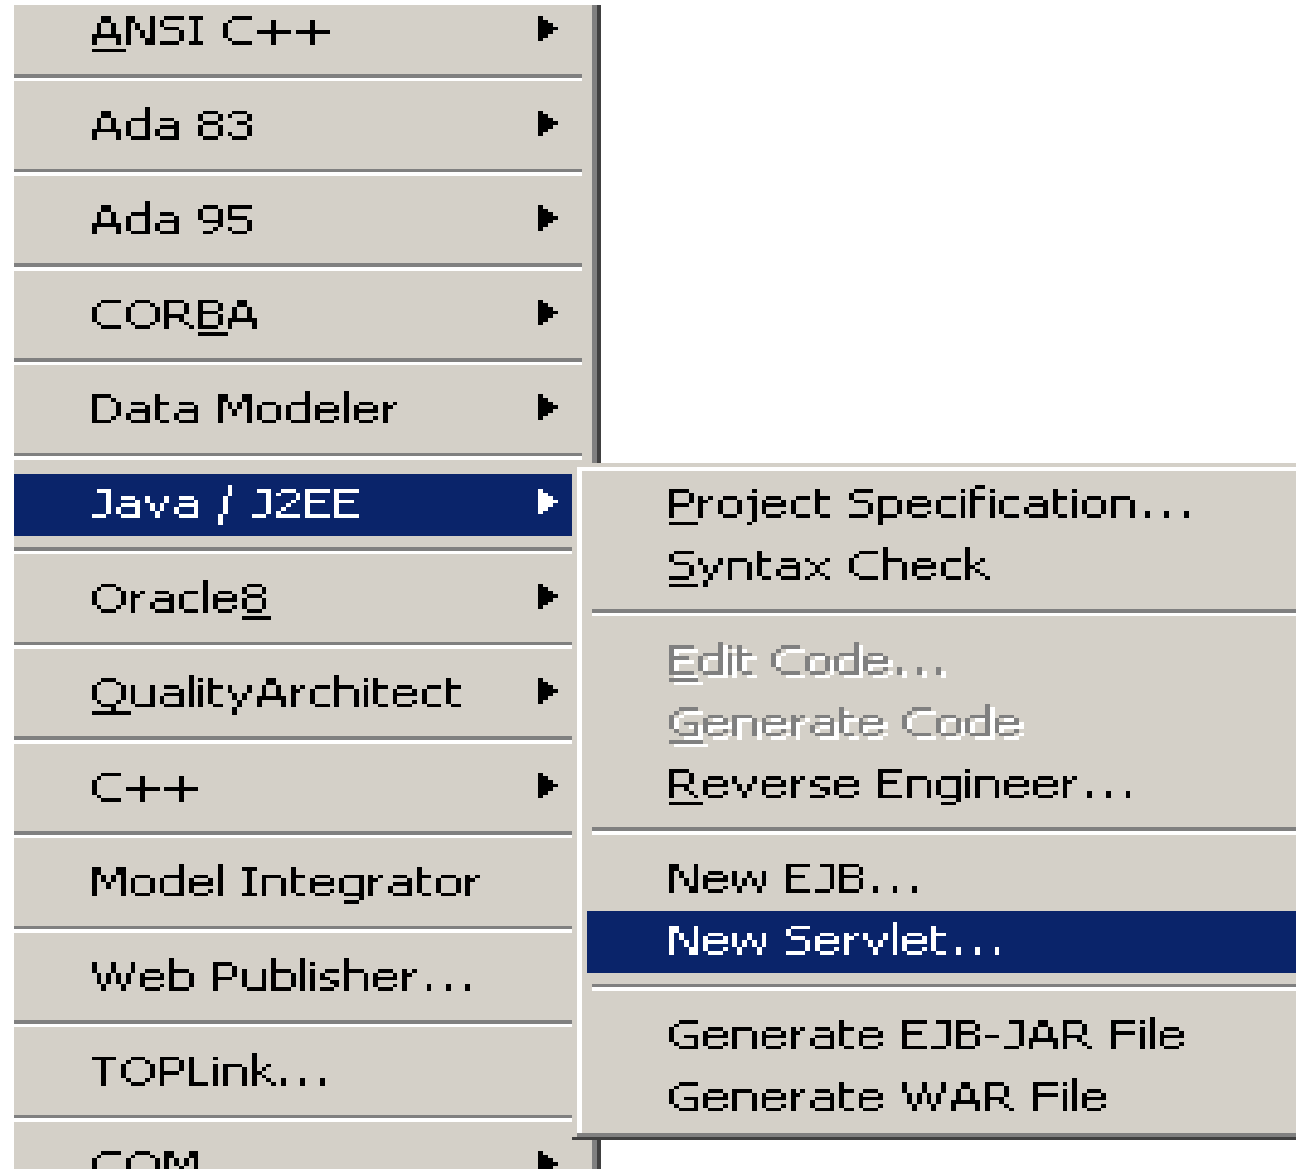 ANSI C++
Ada 83
Ada 95
CORBA
Data Modeler
Java / J2EE
Oracle8
QualityArchitect
C++
Model Integrator
Web Publisher...
TOPLink...
COM
Project Specification...
Syntax Check
Edit Code...
Generate Code
Reverse Engineer...
New EJB...
New Servlet...
Generate EJB-JAR File
Generate WAR File